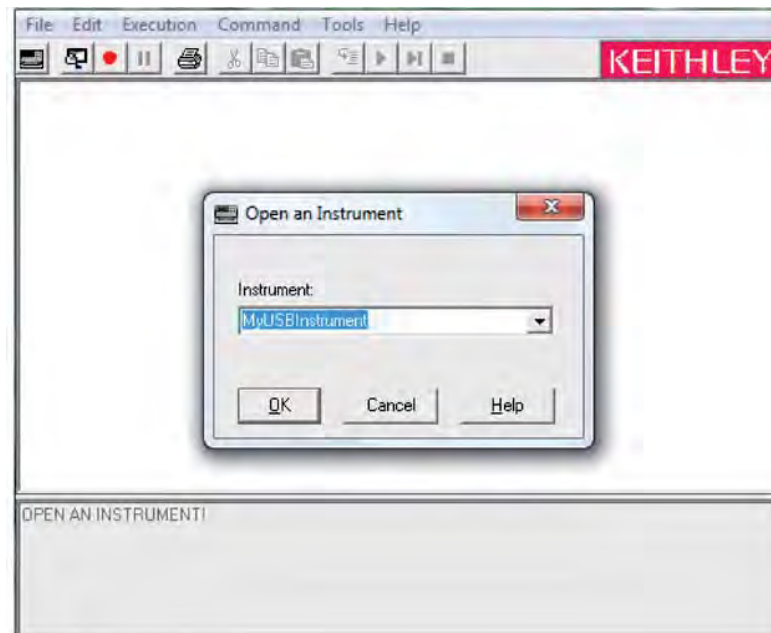 File Edit Execution Command Tools Help
KEITHLEY
Open an Instrument
Instrument:
MyUSBInstrument
OK Cancel Help
OPEN AN INSTRUMENT!